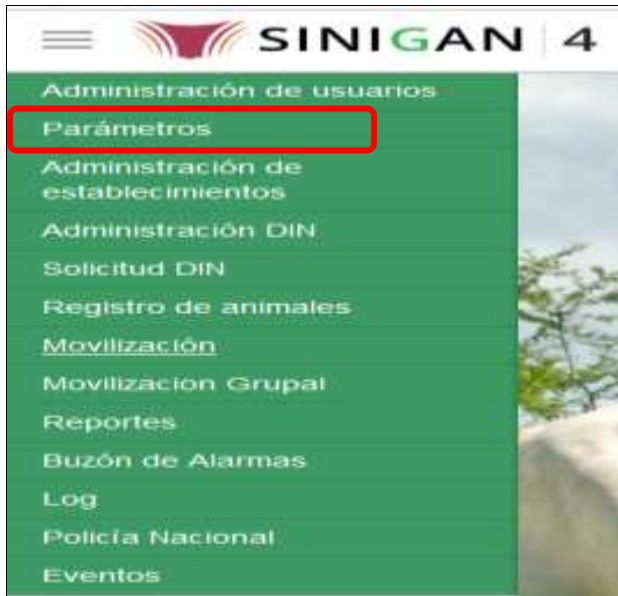 SINIGAN 4
Administración de usuarios
Parámetros
Administración de
establecimientos
Administración DIN
Solicitud DIN
Registro de animales
Movilización
Movilizacion Grupal
Reportes
Buzón de Alarmas
Log
Policía Nacional
Eventos